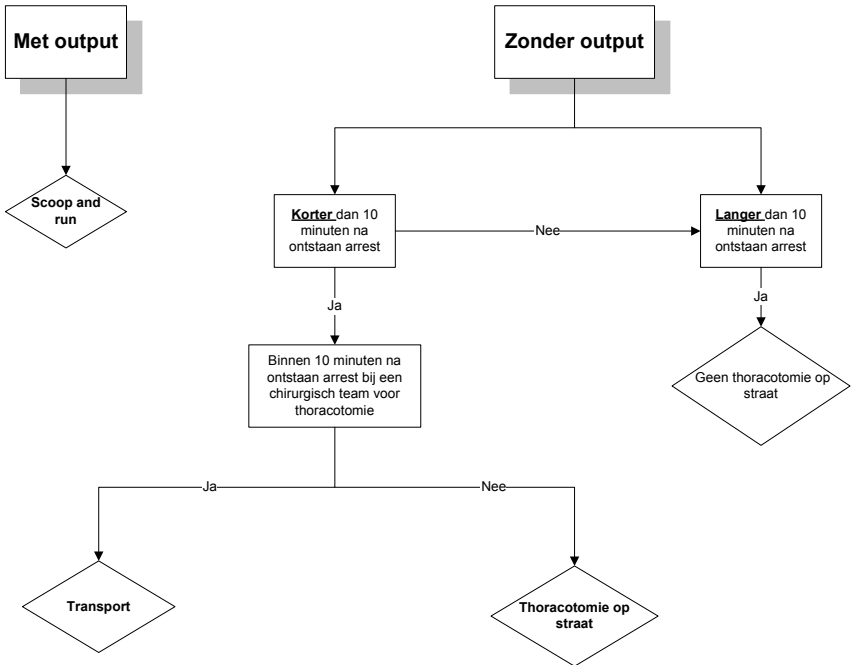 Met output
Zonder output
Scoop and
run
Korter dan 10
minuten na
ontstaan arrest
Nee
Langer dan 10
minuten na
ontstaan arrest
Ja
Ja
Binnen 10 minuten na
ontstaan arrest bij een
chirurgisch team voor
thoracotomie
Geen thoracotomie op
straat
Ja
Nee
Transport
Thoracotomie op
straat